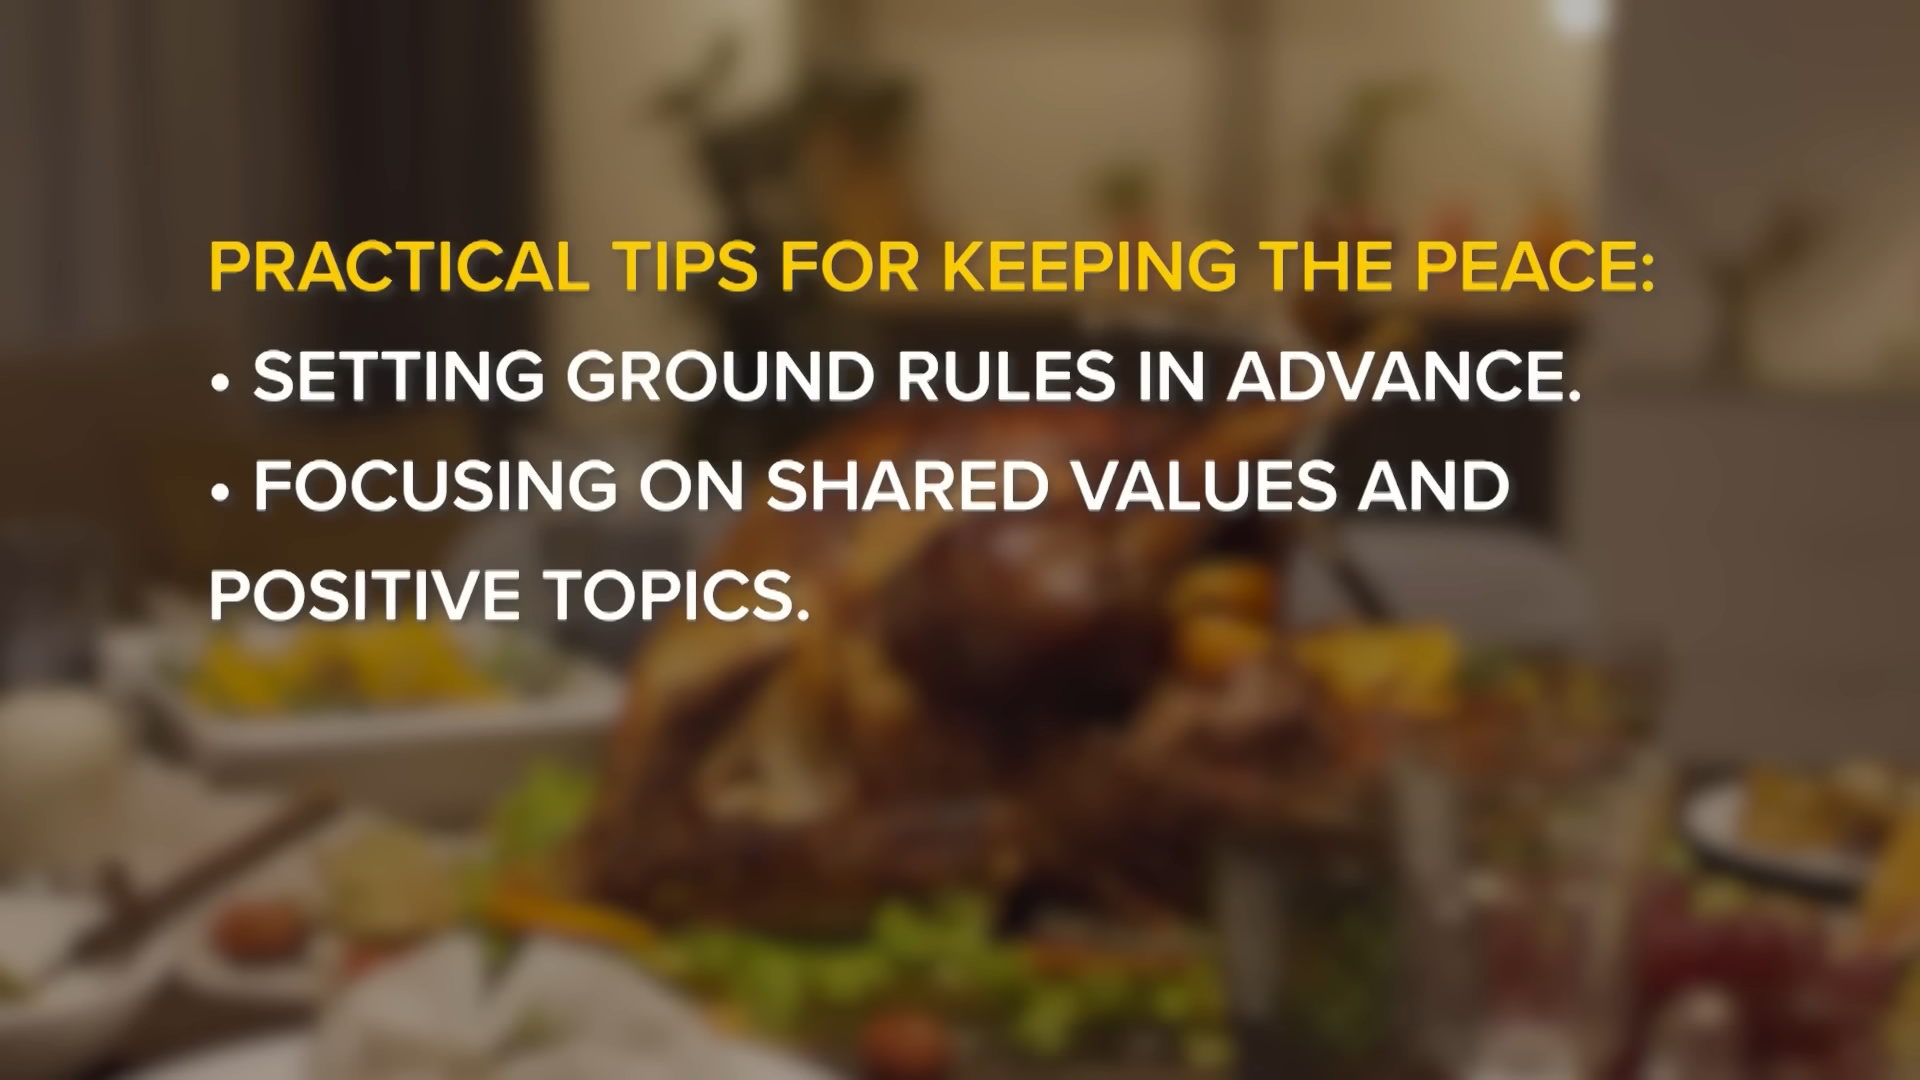 PRACTICAL TIPS FOR KEEPING THE PEACE:
• SETTING GROUND RULES IN ADVANCE.
• FOCUSING ON SHARED VALUES AND
POSITIVE TOPICS.